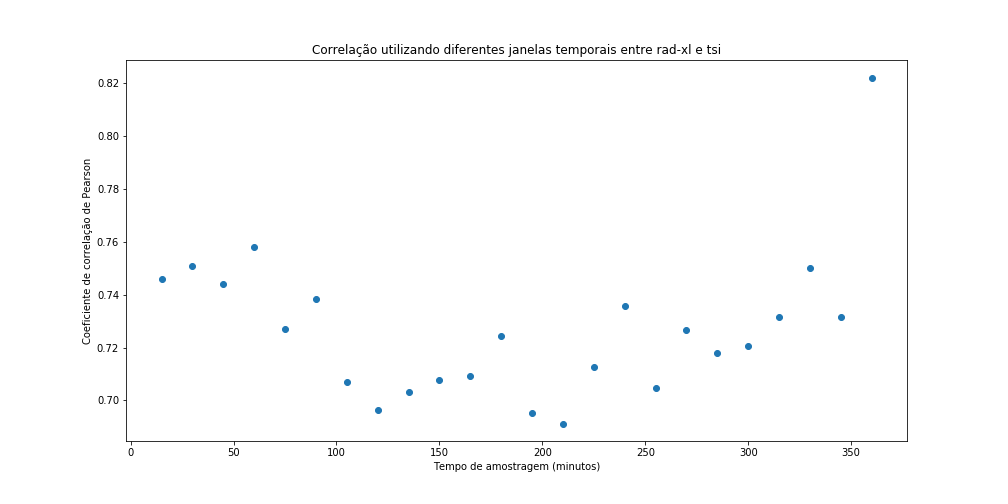 Correlação utilizando diferentes janelas temporais entre rad-xl e tsi
0.82
0.80
0.78
0.76
0.74
0.72
0.70
Coeficiente de correlação de Pearson
0 50 100 150 200 250 300 350
Tempo de amostragem (minutos)